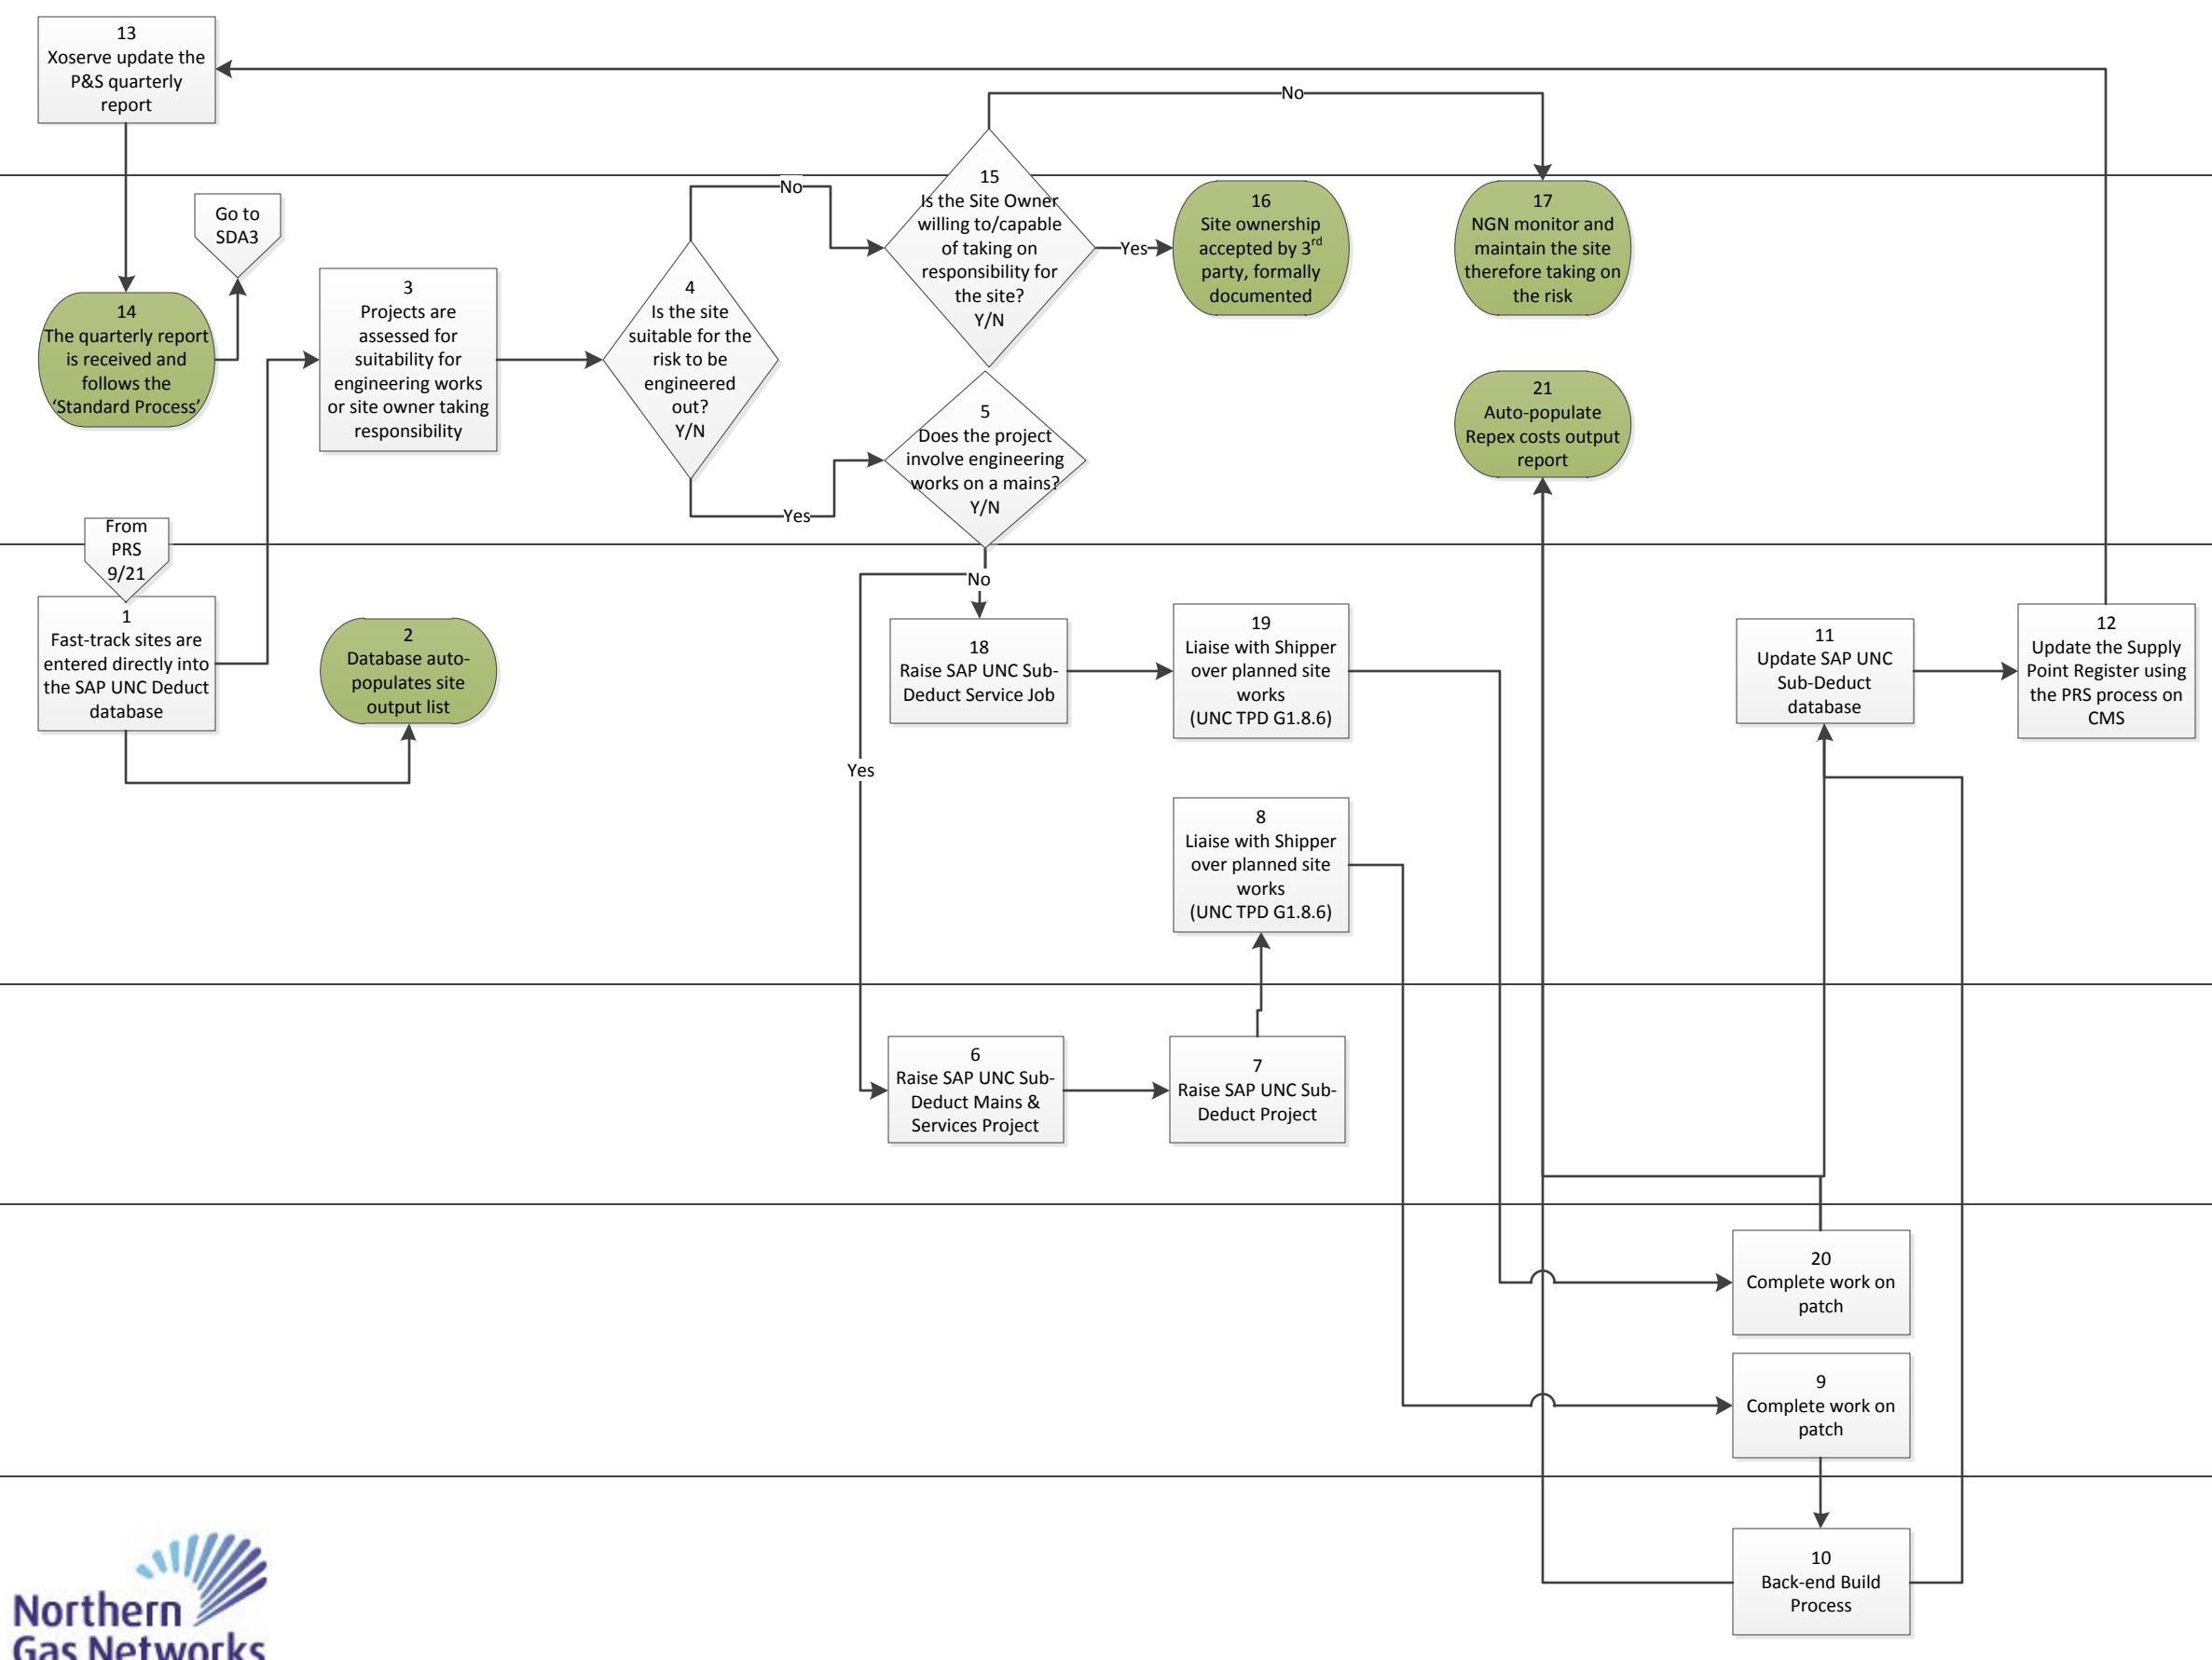 13
Xoserve update the
P&S quarterly
report
No
No
Go to
SDA3
15
Is the Site Owner
willing to/capable
of taking on
responsibility for
the site?
Y/N
Yes
16
Site ownership
accepted by 3rd
party, formally
documented
17
NGN monitor and
maintain the site
therefore taking on
the risk
14
The quarterly report
is received and
follows the
‘Standard Process’
3
Projects are
assessed for
suitability for
engineering works
or site owner taking
responsibility
4
Is the site
suitable for the
risk to be
engineered
out?
Y/N
Yes
5
Does the project
involve engineering
works on a mains?
Y/N
21
Auto-populate
Repex costs output
report
From
PRS
9/21
1
Fast-track sites are
entered directly into
the SAP UNC Deduct
database
2
Database auto-
populates site
output list
No
Yes
18
Raise SAP UNC Sub-
Deduct Service Job
19
Liaise with Shipper
over planned site
works
(UNC TPD G1.8.6)
11
Update SAP UNC
Sub-Deduct
database
12
Update the Supply
Point Register using
the PRS process on
CMS
8
Liaise with Shipper
over planned site
works
(UNC TPD G1.8.6)
6
Raise SAP UNC Sub-
Deduct Mains &
Services Project
7
Raise SAP UNC Sub-
Deduct Project
20
Complete work on
patch
9
Complete work on
patch
10
Back-end Build
Process
Northern
Gas Networks